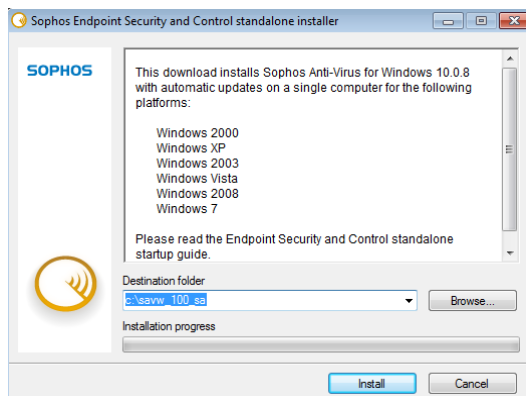 Sophos Endpoint Security and Control standalone installer
SOPHOS
This download installs Sophos Anti-Virus for Windows 10.0.8
with automatic updates on a single computer for the following
platforms:
Windows 2000
Windows XP
Windows 2003
Windows Vista
Windows 2008
Windows 7
Please read the Endpoint Security and Control standalone
startup guide.
Destination folder
c:\savw_100_sa
Browse...
Installation progress
Install
Cancel